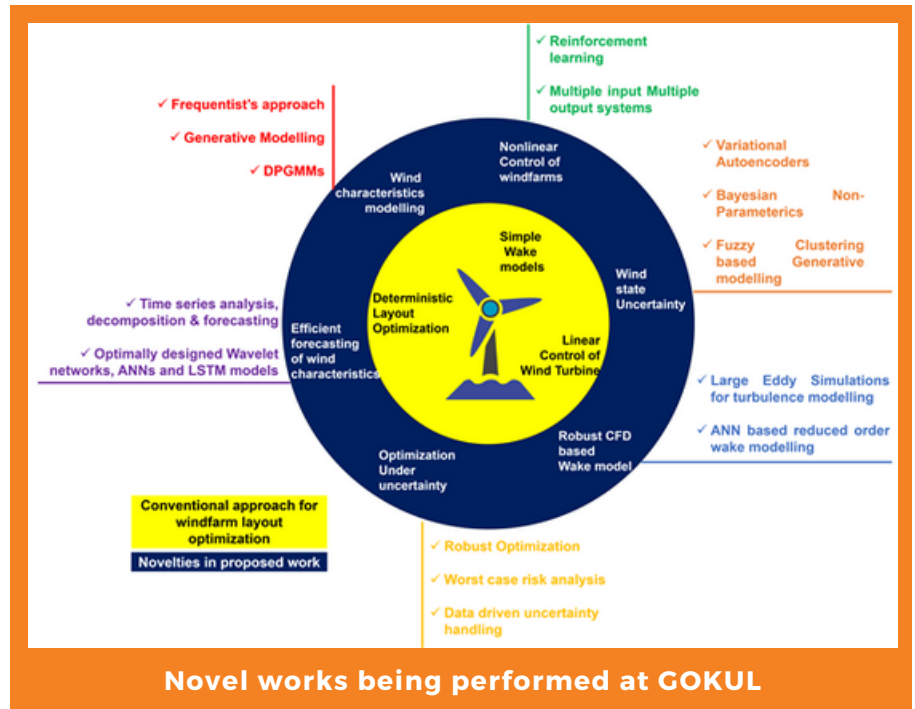 ✓ Reinforcement
learning
✓ Multiple input Multiple
output systems
✓ Frequentist's approach
✓ Generative Modelling
✓ DPGMMs
✓ Variational
Autoencoders
✓ Bayesian Non-
Parameterics
✓ Fuzzy Clustering
based Generative
modelling
Nonlinear
Control of
windfarms
Wind
characteristics
modelling
Simple
Wake
models
Wind
state
Uncertainty
Deterministic
Layout
Optimization
✓ Time series analysis,
decomposition & forecasting
✓ Optimally designed Wavelet
networks, ANNs and LSTM models
Efficient
forecasting
of wind
characteristics
Linear
Control of
Wind Turbine
✓ Large Eddy Simulations
for turbulence modelling
✓ ANN based reduced order
wake modelling
Robust CFD
based
Wake model
Optimization
Under
uncertainty
Conventional approach for
windfarm layout
optimization
Novelties in proposed work
✓ Robust Optimization
✓ Worst case risk analysis
✓ Data driven uncertainty
handling
Novel works being performed at GOKUL